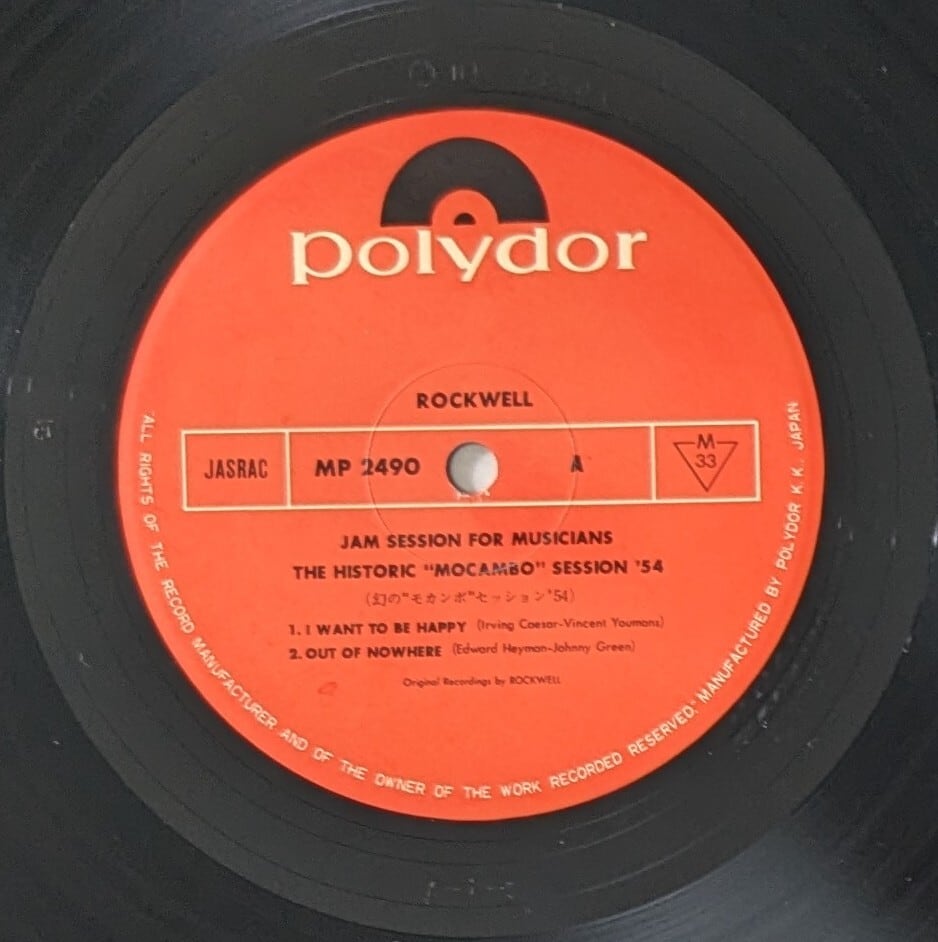 polydor
ROCKWELL
JASRAC MP 2490 A M 33
JAM SESSION FOR MUSICIANS
THE HISTORIC "MOCAMBO" SESSION '54
(幻の"モカンボ"セッション'54)
1. I WANT TO BE HAPPY (Irving Caesar-Vincent Youmans)
2. OUT OF NOWHERE (Edward Heyman-Johnny Green)
Original Recordings by ROCKWELL
"ALL RIGHTS OF THE RECORD MANUFACTURER AND OF THE OWNER OF THE WORK RECORDED RESERVED." MANUFACTURED BY POLYDOR K.K., JAPAN